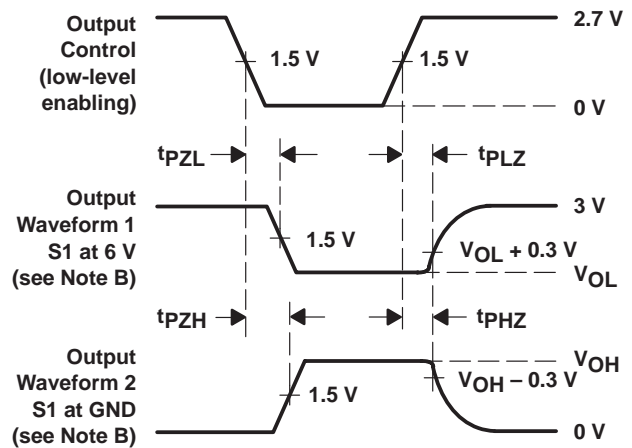 Output
Control
(low-level
enabling)
2.7 V
1.5 V
1.5 V
0 V
tPZL
tPLZ
Output
Waveform 1
S1 at 6 V
(see Note B)
3 V
1.5 V
VOL + 0.3 V
VOL
tPZH
tPHZ
Output
Waveform 2
S1 at GND
(see Note B)
VOH
1.5 V
VOH – 0.3 V
0 V